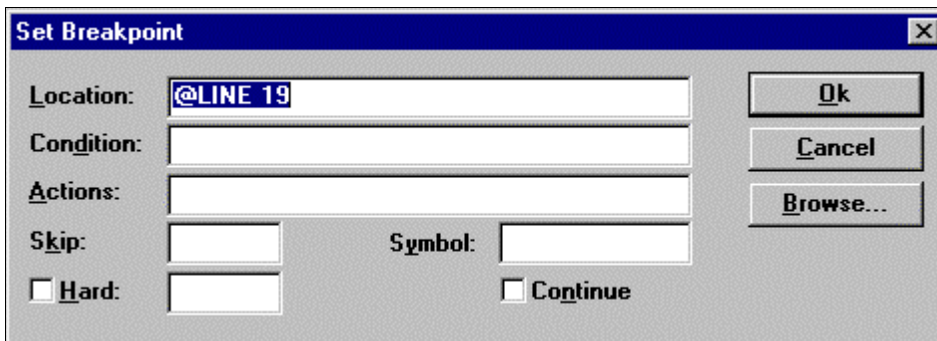 Set Breakpoint
Location: @LINE 19 Ok
Condition: Cancel
Actions: Browse...
Skip: Symbol:
Hard: Continue